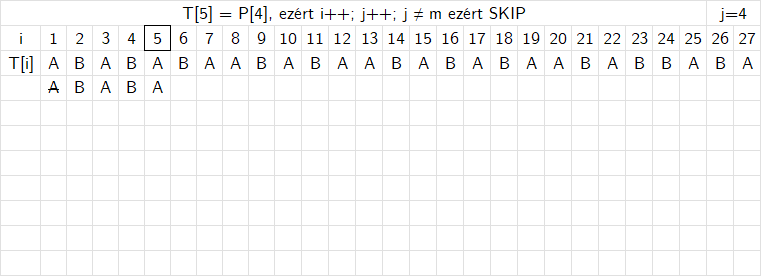 T[5] = P[4], ezért i++; j++; j ≠ m ezért SKIP j=4
i 1 2 3 4 5 6 7 8 9 10 11 12 13 14 15 16 17 18 19 20 21 22 23 24 25 26 27
T[i] A B A B A B A A B A B A A B A B A B A A B A B B A B A
A B A B A